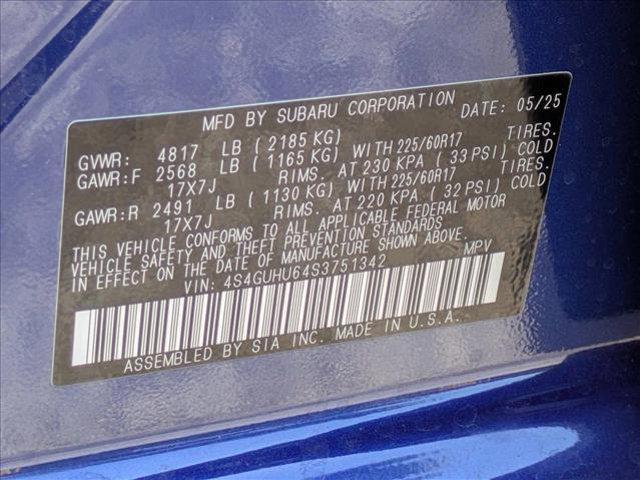 MFD BY SUBARU CORPORATION DATE: 05/25
GVWR: 4817 LB ( 2185 KG)
GAWR:F 2568 LB ( 1165 KG) WITH 225/60R17 TIRES.
17X7J RIMS. AT 230 KPA ( 33 PSI) COLD
GAWR:R 2491 LB ( 1130 KG) WITH 225/60R17 TIRES.
17X7J RIMS. AT 220 KPA ( 32 PSI) COLD
THIS VEHICLE CONFORMS TO ALL APPLICABLE FEDERAL MOTOR
VEHICLE SAFETY AND THEFT PREVENTION STANDARDS
IN EFFECT ON THE DATE OF MANUFACTURE SHOWN ABOVE.
VIN: 4S4GUHU64S3751342 MPV
ASSEMBLED BY SIA INC. MADE IN U.S.A.